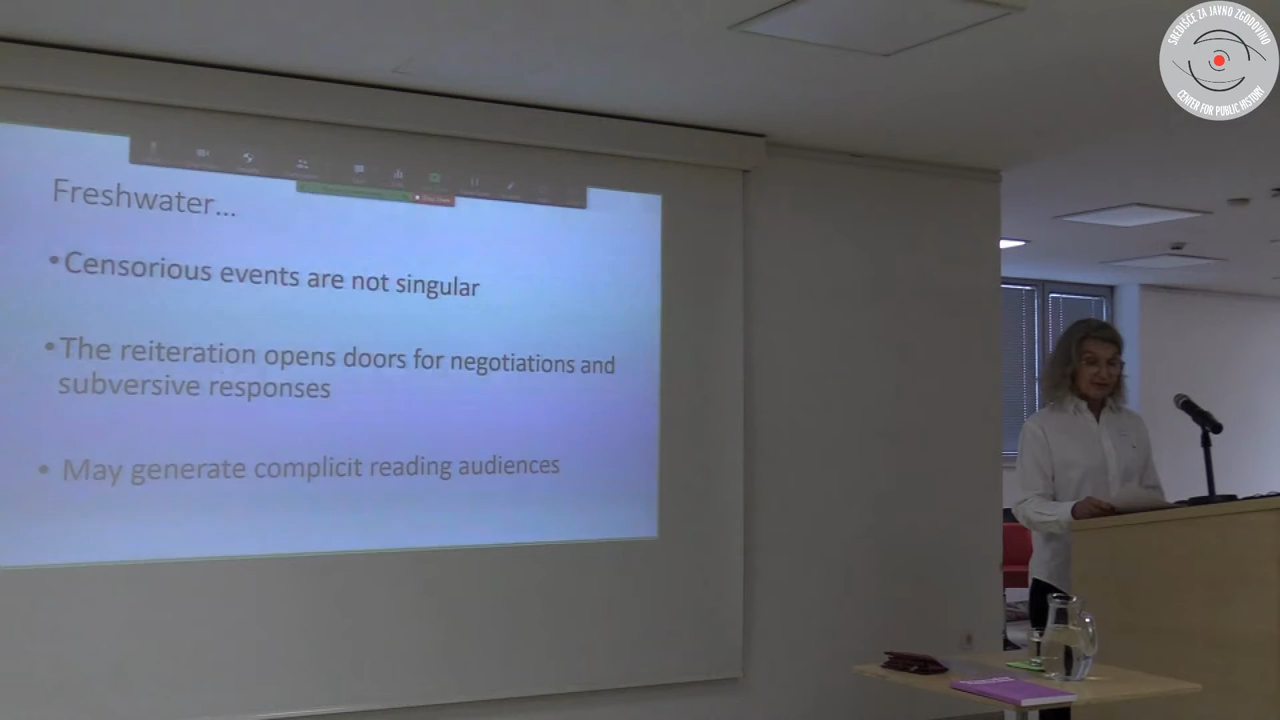 SREDIŠČE ZA JAVNO ZGODOVINO
CENTER FOR PUBLIC HISTORY
Freshwater...
•Censorious events are not singular
•The reiteration opens doors for negotiations and
subversive responses
• May generate complicit reading audiences